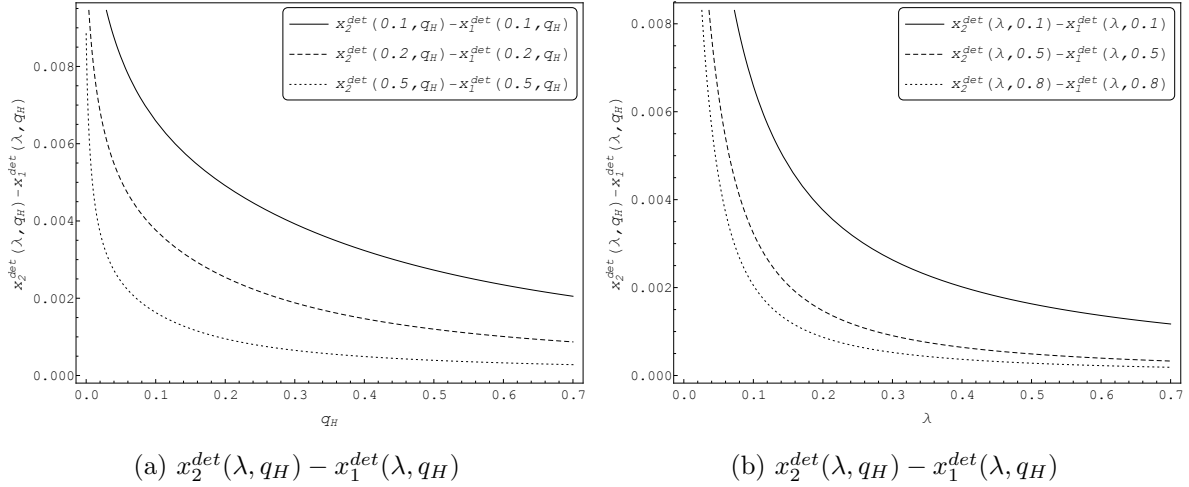 x_2^{det}(0.1,q_H)-x_1^{det}(0.1,q_H)
x_2^{det}(0.2,q_H)-x_1^{det}(0.2,q_H)
x_2^{det}(0.5,q_H)-x_1^{det}(0.5,q_H)
x_2^{det}(λ,q_H)-x_1^{det}(λ,q_H)
0.008
0.006
0.004
0.002
0.000
0.0 0.1 0.2 0.3 0.4 0.5 0.6 0.7
q_H
(a) x_2^{det}(λ, q_H) − x_1^{det}(λ, q_H)
x_2^{det}(λ,0.1)-x_1^{det}(λ,0.1)
x_2^{det}(λ,0.5)-x_1^{det}(λ,0.5)
x_2^{det}(λ,0.8)-x_1^{det}(λ,0.8)
x_2^{det}(λ,q_H)-x_1^{det}(λ,q_H)
0.008
0.006
0.004
0.002
0.000
0.0 0.1 0.2 0.3 0.4 0.5 0.6 0.7
λ
(b) x_2^{det}(λ, q_H) − x_1^{det}(λ, q_H)